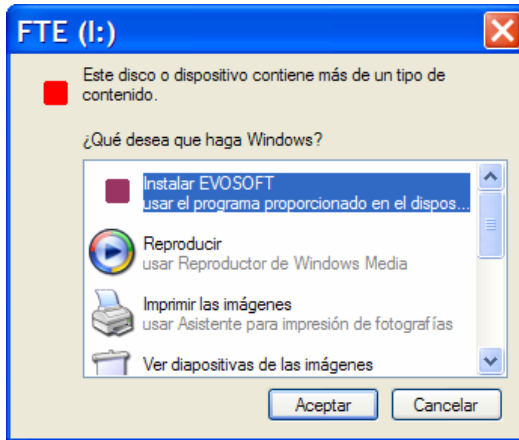 FTE (I:)
Este disco o dispositivo contiene más de un tipo de
contenido.
¿Qué desea que haga Windows?
Instalar EVOSOFT
usar el programa proporcionado en el dispos...
Reproducir
usar Reproductor de Windows Media
Imprimir las imágenes
usar Asistente para impresión de fotografías
Ver diapositivas de las imágenes
Aceptar Cancelar